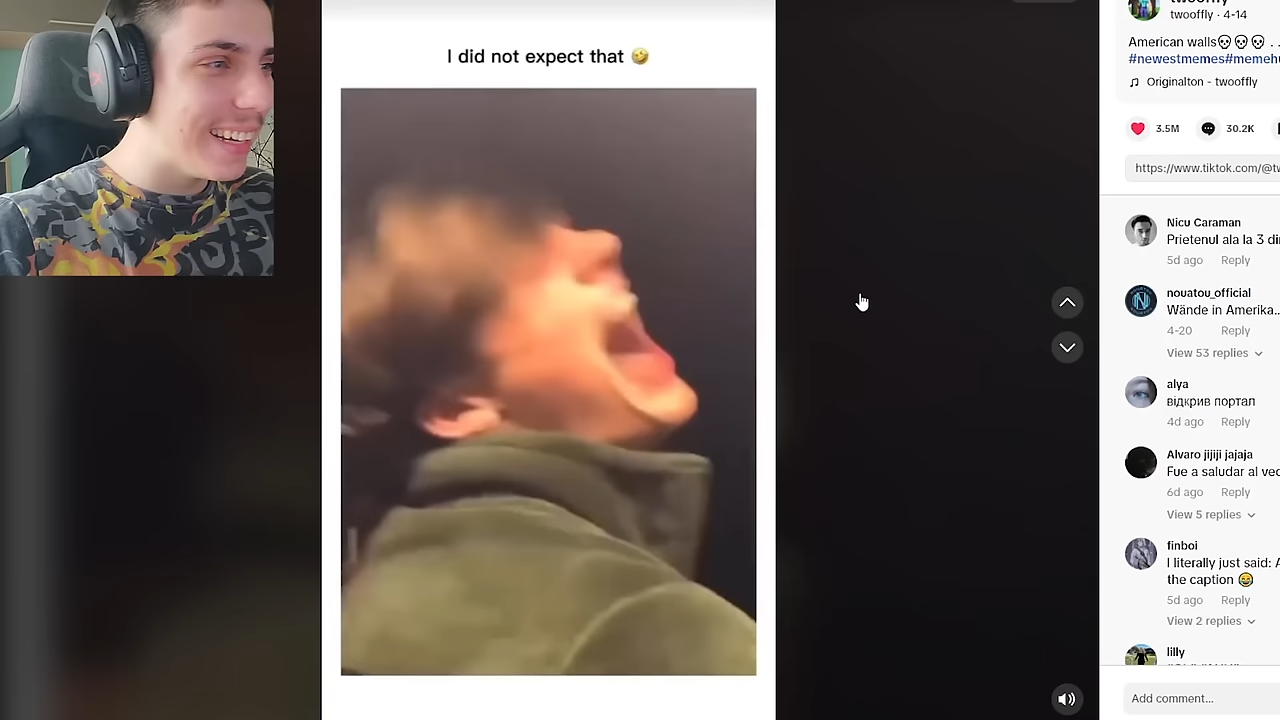 I did not expect that 🤣
twooffly · 4-14
American walls💀💀💀 . .
#newestmemes#memehu
Originalton - twooffly
3.5M
30.2K
https://www.tiktok.com/@tw
Nicu Caraman
Prietenul ala la 3 di
5d ago Reply
nouatou_official
Wände in Amerika..
4-20 Reply
View 53 replies
alya
відкрив портал
4d ago Reply
Alvaro jijiji jajaja
Fue a saludar al vec
6d ago Reply
View 5 replies
finboi
I literally just said: A
the caption 😂
5d ago Reply
View 2 replies
lilly
Add comment...